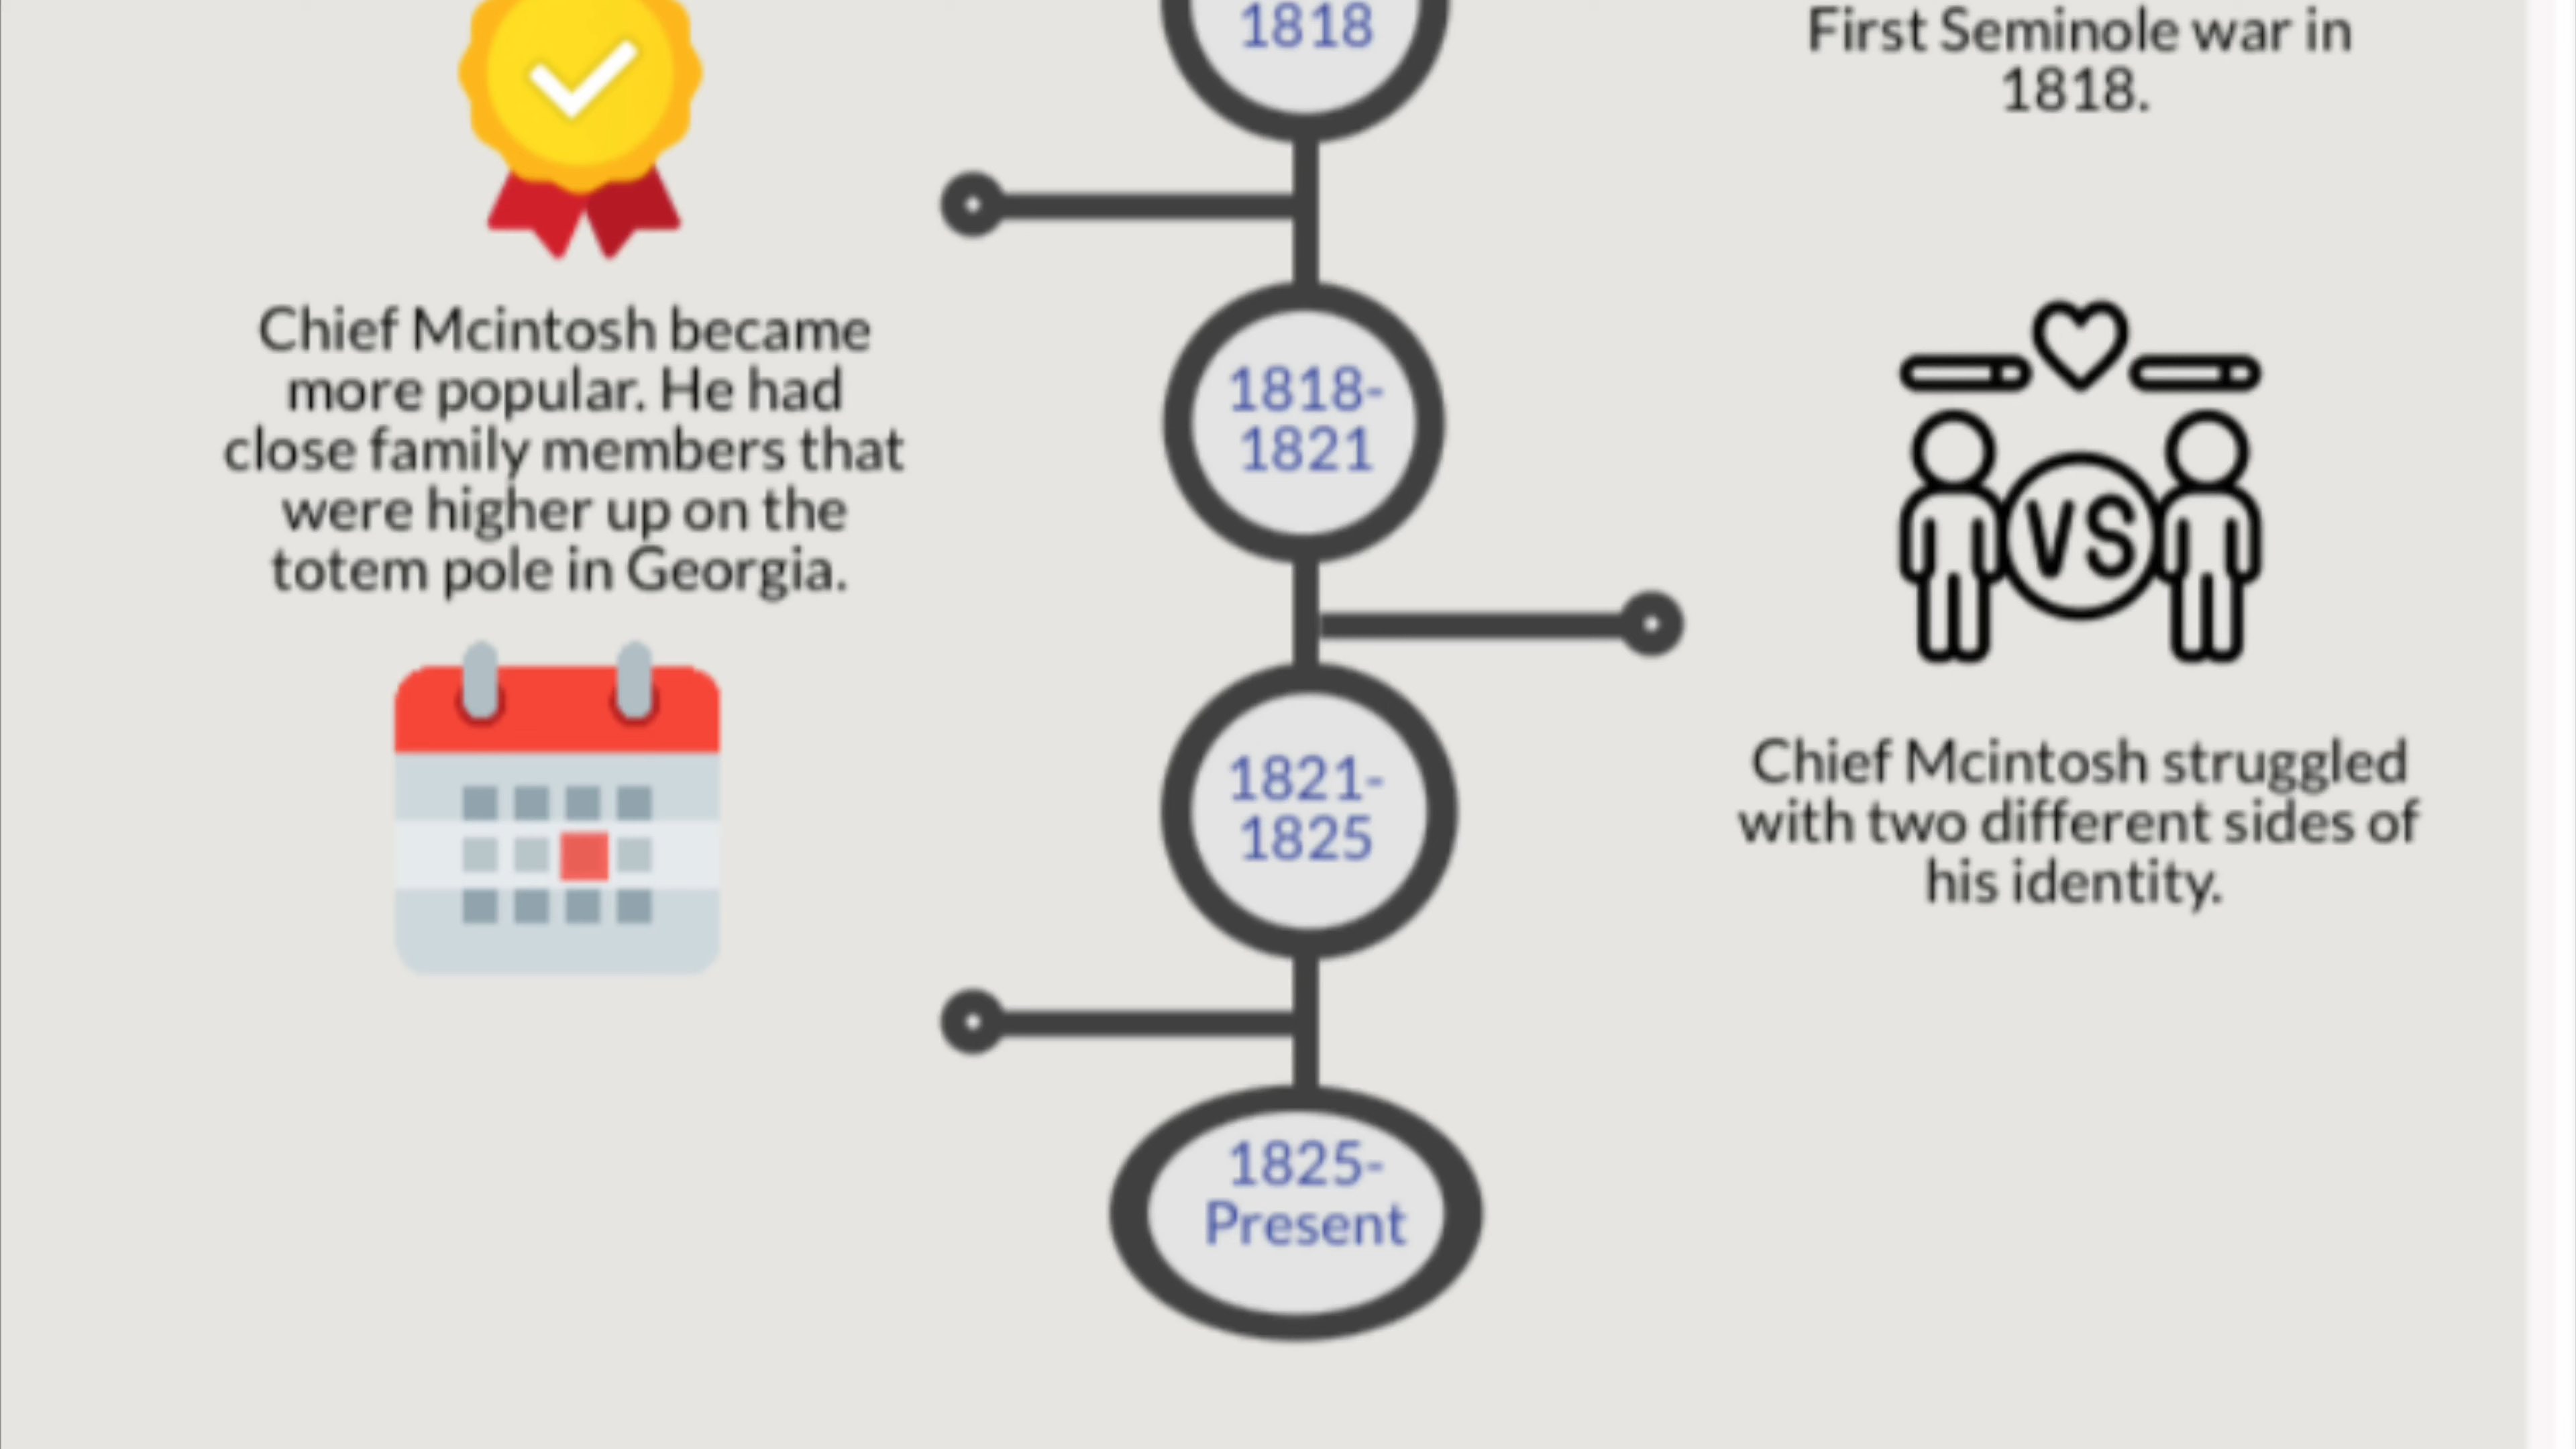 1818
First Seminole war in
1818.
Chief Mcintosh became
more popular. He had
close family members that
were higher up on the
totem pole in Georgia.
1818-
1821
VS
1821-
1825
Chief Mcintosh struggled
with two different sides of
his identity.
1825-
Present